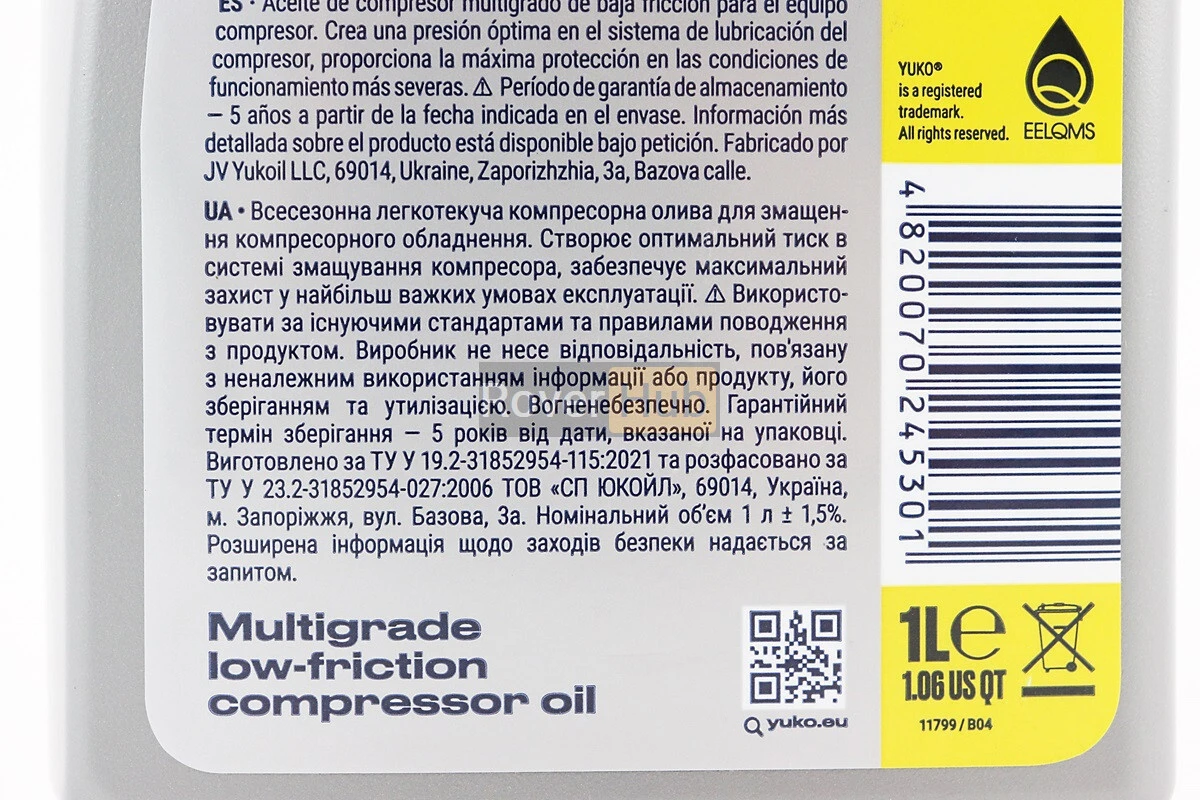 ES • Aceite de compresor multigrado de baja fricción para el equipo
compresor. Crea una presión óptima en el sistema de lubricación del
compresor, proporciona la máxima protección en las condiciones de
funcionamiento más severas. ⚠ Período de garantía de almacenamiento
– 5 años a partir de la fecha indicada en el envase. Información más
detallada sobre el producto está disponible bajo petición. Fabricado por
JV Yukoil LLC, 69014, Ukraine, Zaporizhzhia, 3a, Bazova calle.
UA • Всесезонна легкотекуча компресорна олива для змащен-
ня компресорного обладнення. Створює оптимальний тиск в
системі змащування компресора, забезпечує максимальний
захист у найбільш важких умовах експлуатації. ⚠ Використо-
вувати за існуючими стандартами та правилами поводження
з продуктом. Виробник не несе відповідальність, пов'язану
з неналежним використанням інформації або продукту, його
зберіганням та утилізацією. Вогненебезпечно. Гарантійний
термін зберігання – 5 років від дати, вказаної на упаковці.
Виготовлено за ТУ У 19.2-31852954-115:2021 та розфасовано за
ТУ У 23.2-31852954-027:2006 ТОВ «СП ЮКОЙЛ», 69014, Україна,
м. Запоріжжя, вул. Базова, 3а. Номінальний об'єм 1 л ± 1,5%.
Розширена інформація щодо заходів безпеки надається за
запитом.
Rover Hub
Multigrade
low-friction
compressor oil
yuko.eu
YUKO®
is a registered
trademark.
All rights reserved.
EELQMS
4 820070 245301
1L℮
1.06 US QT
11799 / B04